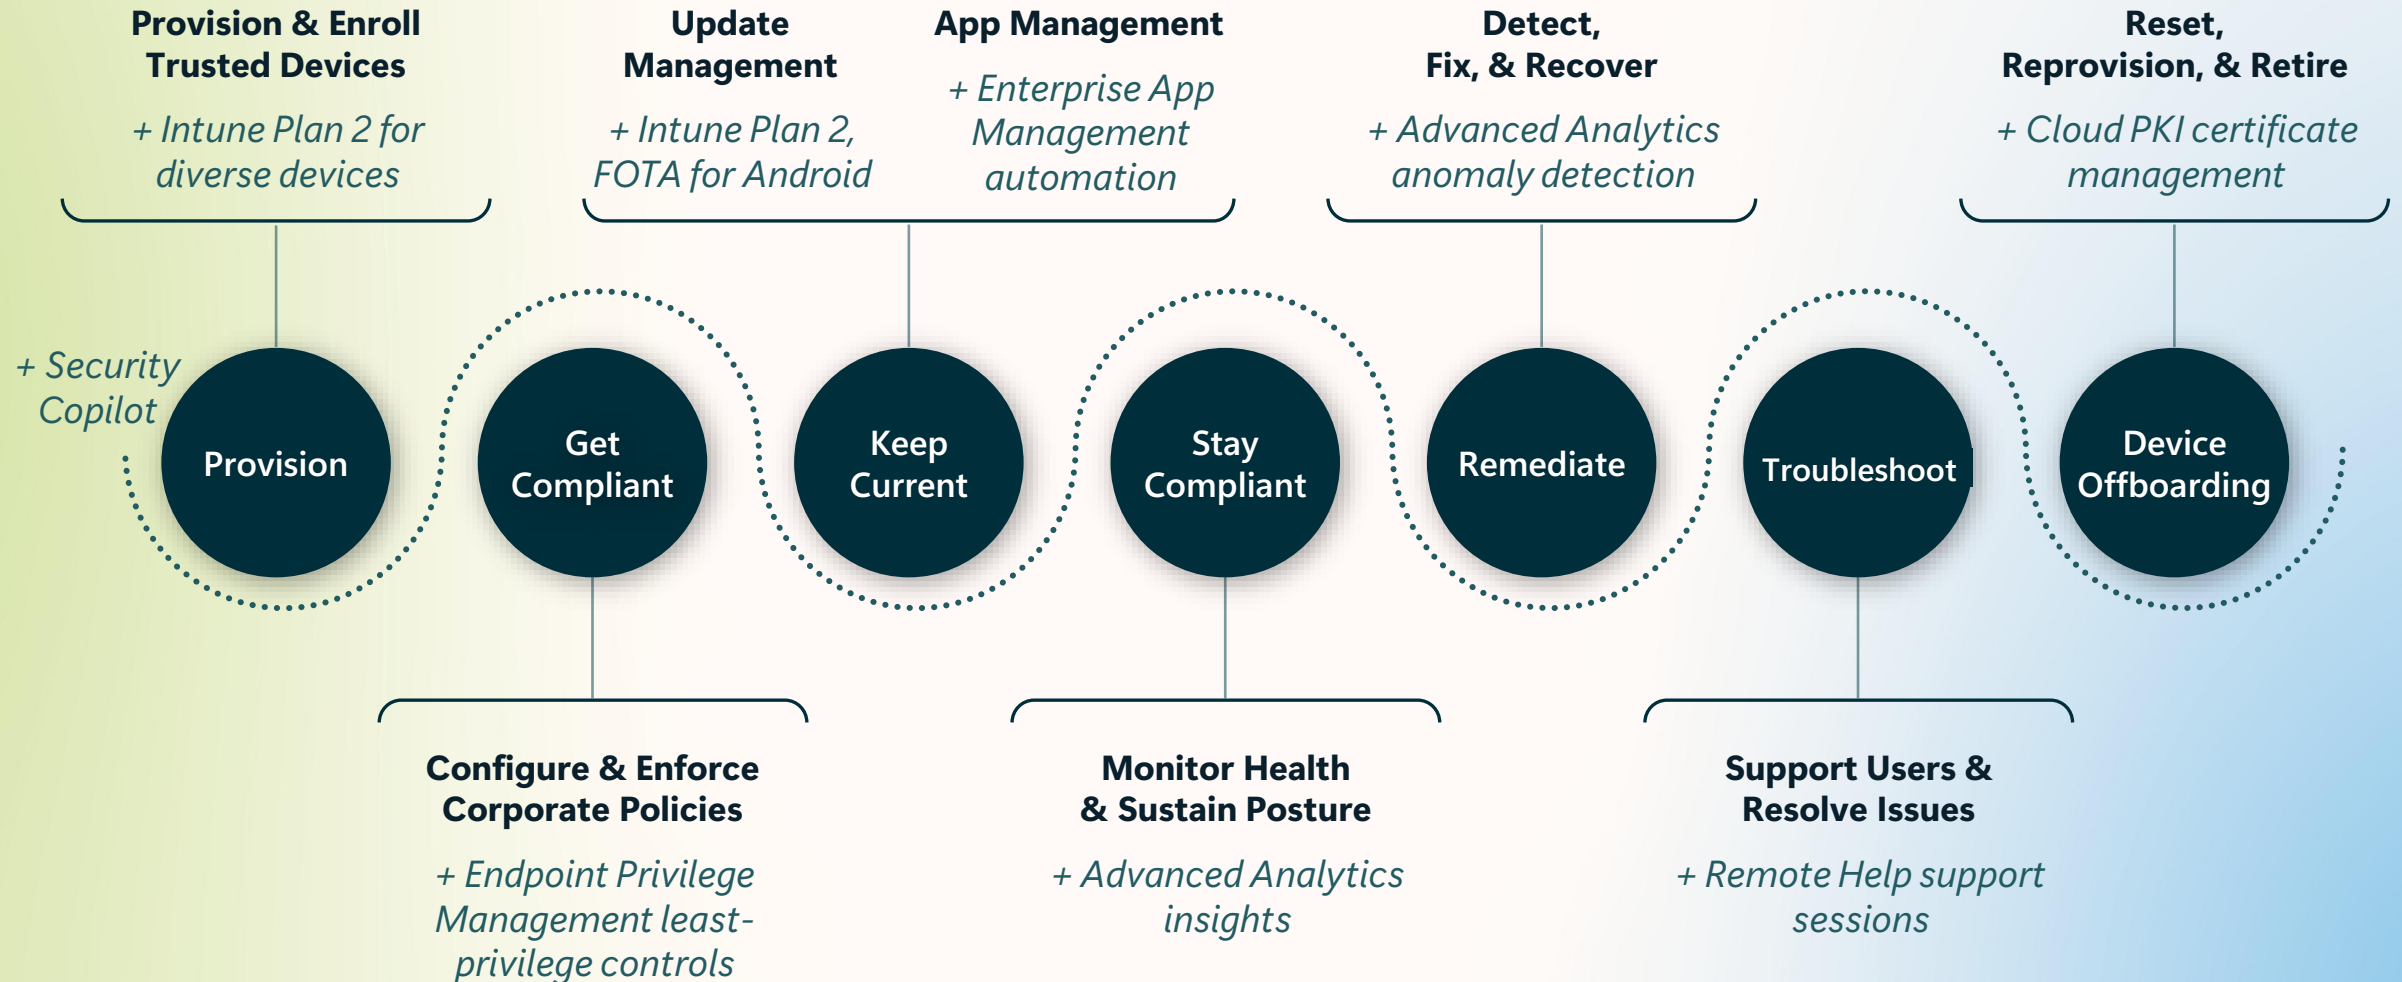 Provision & Enroll
Trusted Devices
+ Intune Plan 2 for
diverse devices
Update
Management
+ Intune Plan 2,
FOTA for Android
App Management
+ Enterprise App
Management
automation
Detect,
Fix, & Recover
+ Advanced Analytics
anomaly detection
Reset,
Reprovision, & Retire
+ Cloud PKI certificate
management
+ Security
Copilot
Provision
Get
Compliant
Keep
Current
Stay
Compliant
Remediate
Troubleshoot
Device
Offboarding
Configure & Enforce
Corporate Policies
+ Endpoint Privilege
Management least-
privilege controls
Monitor Health
& Sustain Posture
+ Advanced Analytics
insights
Support Users &
Resolve Issues
+ Remote Help support
sessions